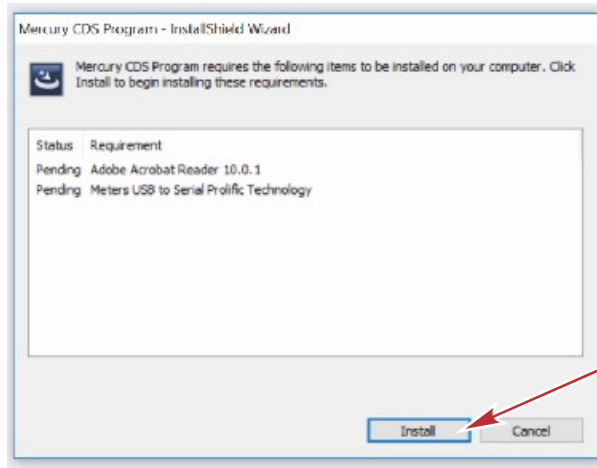 Mercury CDS Program - InstallShield Wizard
Mercury CDS Program requires the following items to be installed on your computer. Click
Install to begin installing these requirements.
Status Requirement
Pending Adobe Acrobat Reader 10.0.1
Pending Meters USB to Serial Prolific Technology
Install Cancel